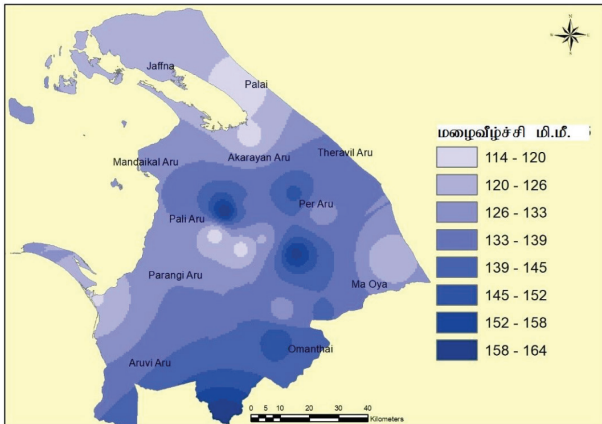 N
W
E
S
Jaffna
Palai
மழைவீழ்ச்சி மி.மீ.
114 - 120
120 - 126
126 - 133
133 - 139
139 - 145
145 - 152
152 - 158
158 - 164
Theravil Aru
Akarayan Aru
Mandaikal Aru
Per Aru
Pali Aru
Parangi Aru
Ma Oya
Omanthai
Aruvi Aru
0 5 10 20 30 40
Kilometers